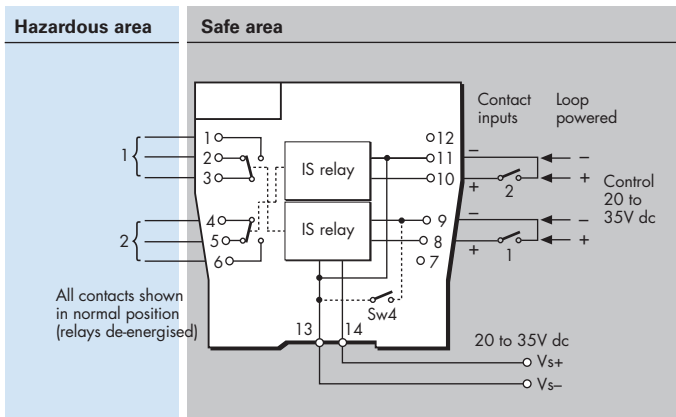 Hazardous area
Safe area
Contact
inputs
Loop
powered
1
2
3
1
IS relay
12
11
10
−
+
2
−
+
Control
20 to
35V dc
4
5
6
2
IS relay
9
8
7
−
+
1
−
+
All contacts shown
in normal position
(relays de-energised)
Sw4
13
14
20 to 35V dc
Vs+
Vs–